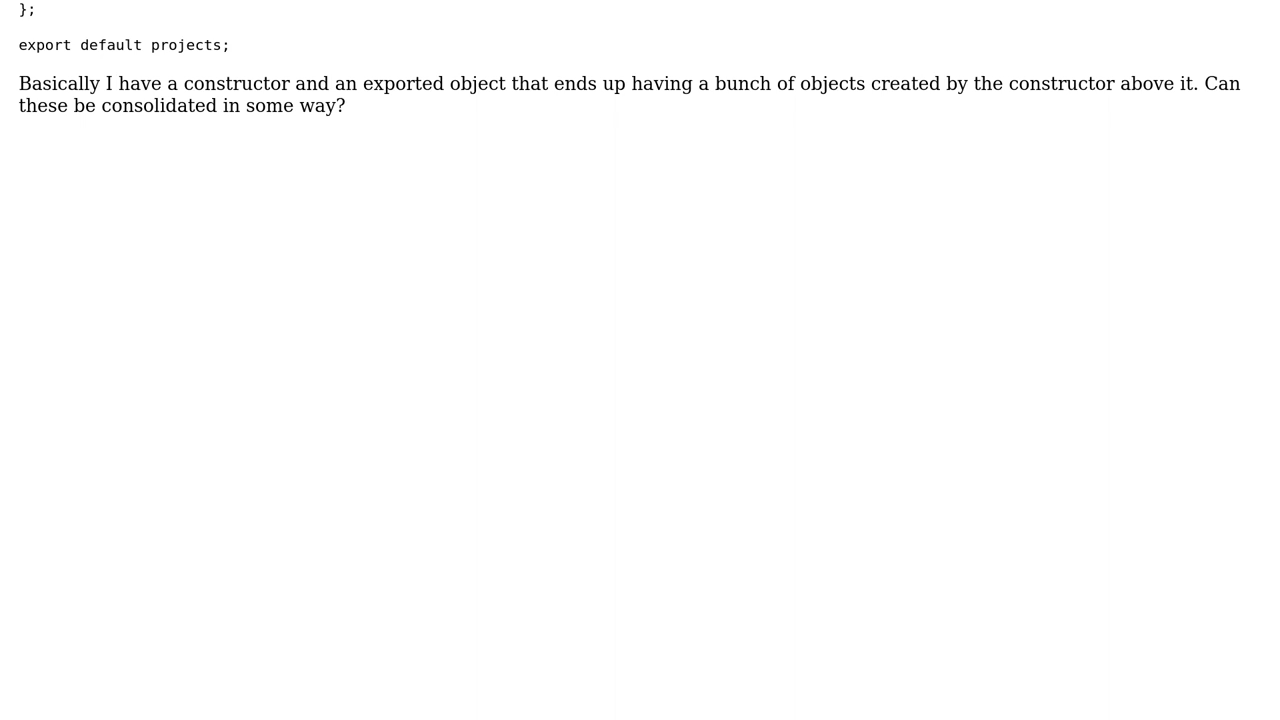 };
export default projects;
Basically I have a constructor and an exported object that ends up having a bunch of objects created by the constructor above it. Can
these be consolidated in some way?